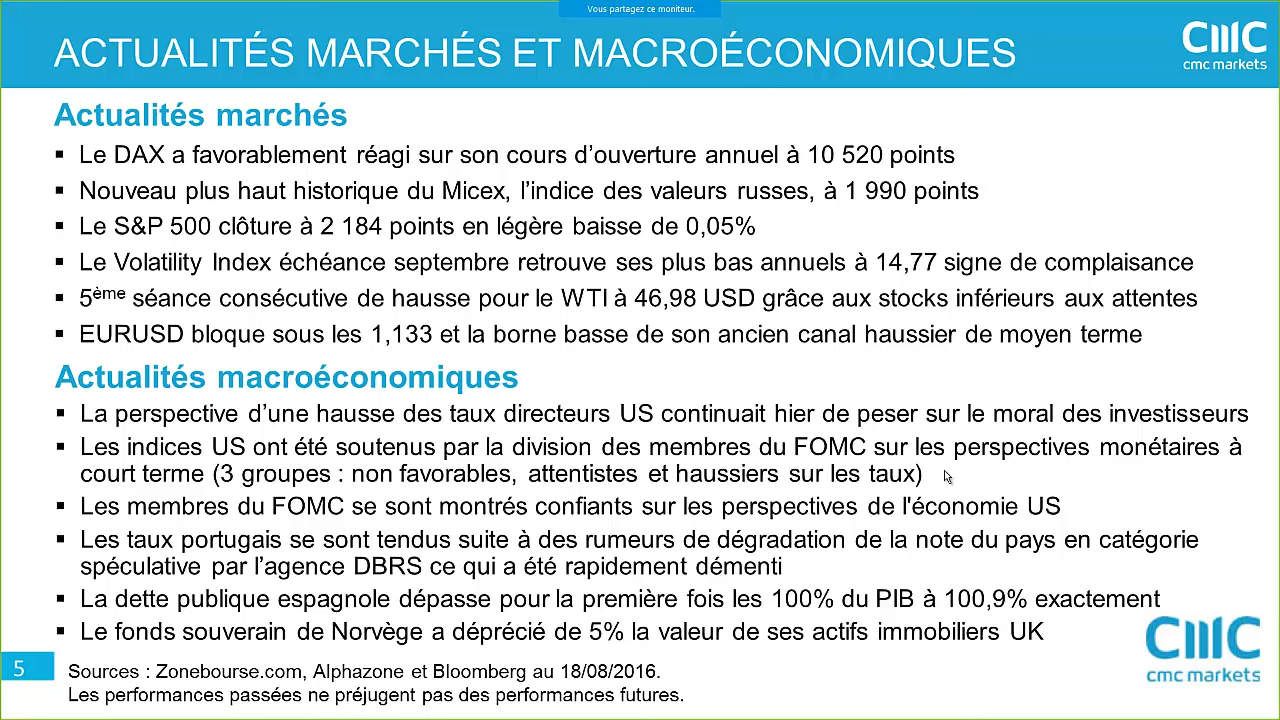 Vous partagez ce moniteur.
ACTUALITÉS MARCHÉS ET MACROÉCONOMIQUES
CMC
cmc markets
Actualités marchés
▪ Le DAX a favorablement réagi sur son cours d’ouverture annuel à 10 520 points
▪ Nouveau plus haut historique du Micex, l’indice des valeurs russes, à 1 990 points
▪ Le S&P 500 clôture à 2 184 points en légère baisse de 0,05%
▪ Le Volatility Index échéance septembre retrouve ses plus bas annuels à 14,77 signe de complaisance
▪ 5ème séance consécutive de hausse pour le WTI à 46,98 USD grâce aux stocks inférieurs aux attentes
▪ EURUSD bloque sous les 1,133 et la borne basse de son ancien canal haussier de moyen terme
Actualités macroéconomiques
▪ La perspective d’une hausse des taux directeurs US continuait hier de peser sur le moral des investisseurs
▪ Les indices US ont été soutenus par la division des membres du FOMC sur les perspectives monétaires à
court terme (3 groupes : non favorables, attentistes et haussiers sur les taux)
▪ Les membres du FOMC se sont montrés confiants sur les perspectives de l'économie US
▪ Les taux portugais se sont tendus suite à des rumeurs de dégradation de la note du pays en catégorie
spéculative par l’agence DBRS ce qui a été rapidement démenti
▪ La dette publique espagnole dépasse pour la première fois les 100% du PIB à 100,9% exactement
▪ Le fonds souverain de Norvège a déprécié de 5% la valeur de ses actifs immobiliers UK
CMC
cmc markets
5
Sources : Zonebourse.com, Alphazone et Bloomberg au 18/08/2016.
Les performances passées ne préjugent pas des performances futures.